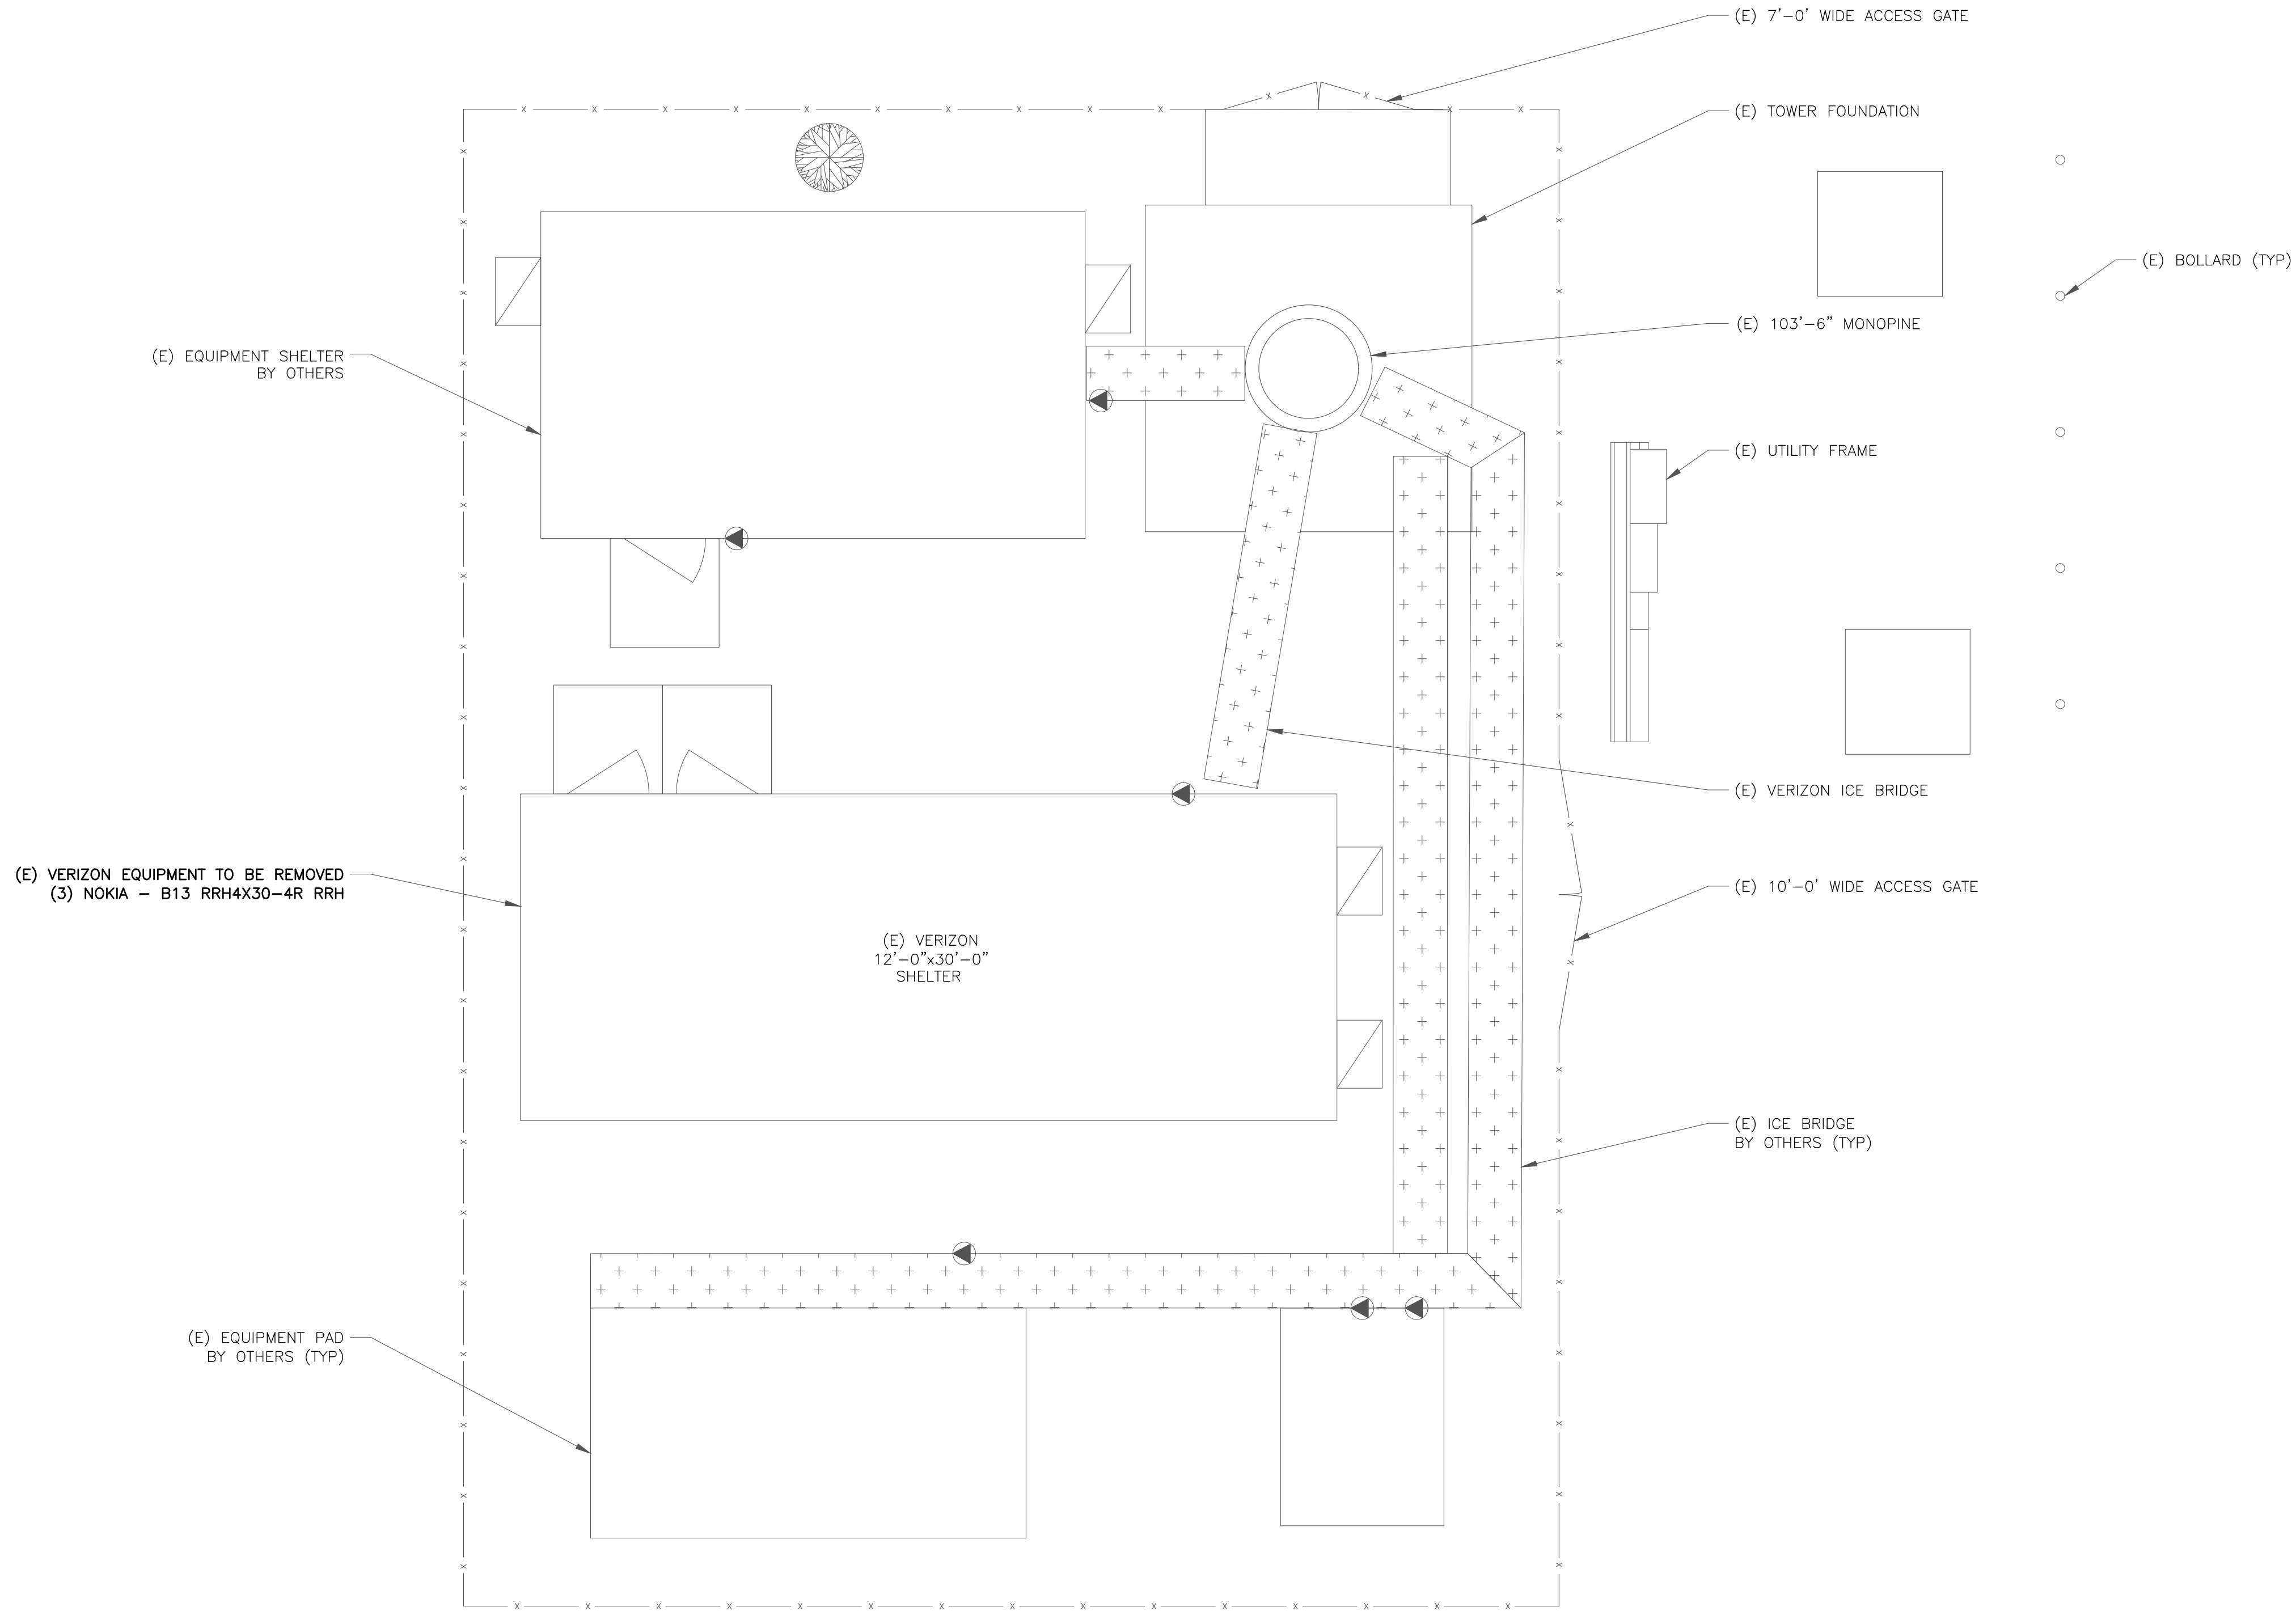 (E) 7'-0' WIDE ACCESS GATE
(E) TOWER FOUNDATION
(E) BOLLARD (TYP)
(E) 103'-6" MONOPINE
(E) EQUIPMENT SHELTER
BY OTHERS
(E) UTILITY FRAME
(E) VERIZON ICE BRIDGE
(E) VERIZON EQUIPMENT TO BE REMOVED
(3) NOKIA - B13 RRH4X30-4R RRH
(E) 10'-0' WIDE ACCESS GATE
(E) VERIZON
12'-0"x30'-0"
SHELTER
(E) ICE BRIDGE
BY OTHERS (TYP)
(E) EQUIPMENT PAD
BY OTHERS (TYP)